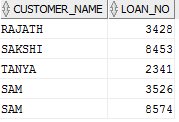 CUSTOMER_NAME LOAN_NO
RAJATH 3428
SAKSHI 8453
TANYA 2341
SAM 3526
SAM 8574